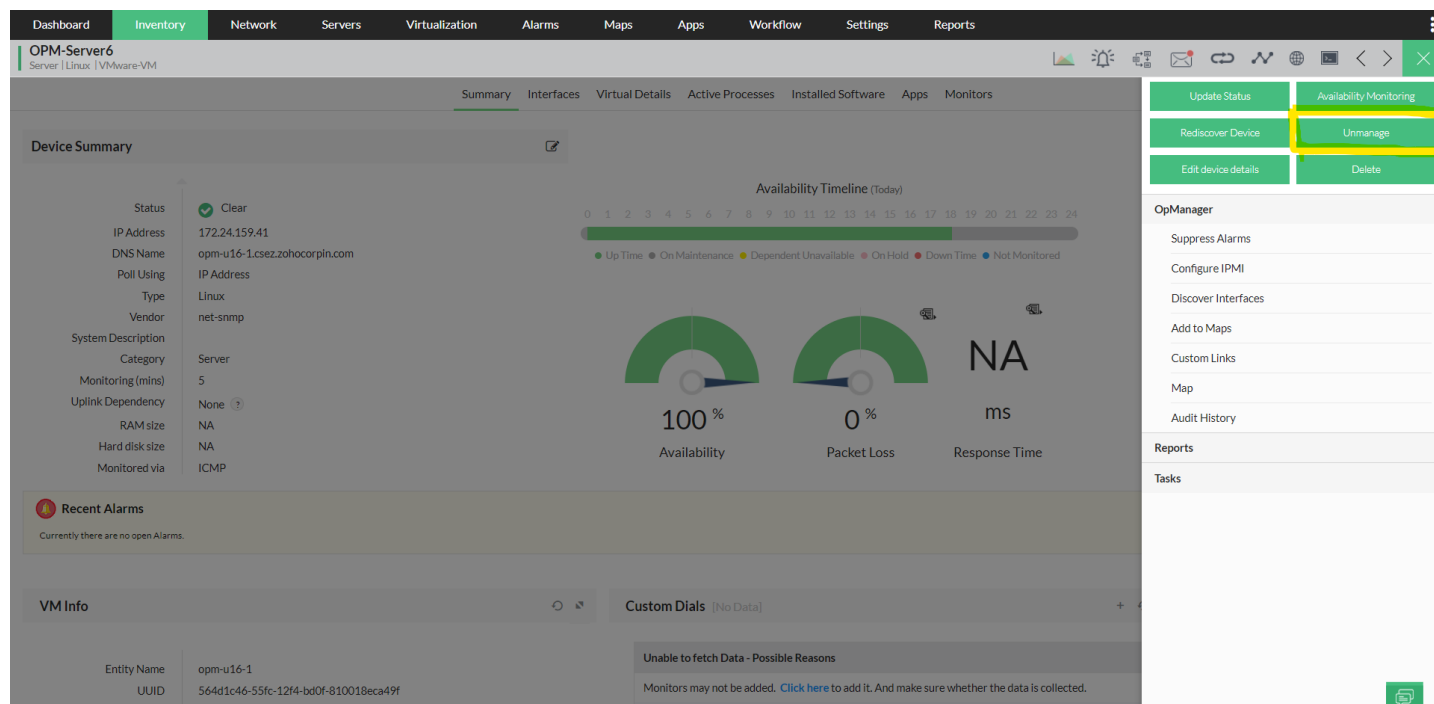 Dashboard Inventory Network Servers Virtualization Alarms Maps Apps Workflow Settings Reports
OPM-Server6
Server | Linux | VMware-VM
Summary Interfaces Virtual Details Active Processes Installed Software Apps Monitors
Update Status Availability Monitoring
Rediscover Device Unmanage
Edit device details Delete
Device Summary
Status Clear
IP Address 172.24.159.41
DNS Name opm-u16-1.csez.zohocorpin.com
Poll Using IP Address
Type Linux
Vendor net-snmp
System Description
Category Server
Monitoring (mins) 5
Uplink Dependency None ?
RAM size NA
Hard disk size NA
Monitored via ICMP
Availability Timeline (Today)
0 1 2 3 4 5 6 7 8 9 10 11 12 13 14 15 16 17 18 19 20 21 22 23 24
Up Time On Maintenance Dependent Unavailable On Hold Down Time Not Monitored
100 %
Availability
0 %
Packet Loss
NA
ms
Response Time
OpManager
Suppress Alarms
Configure IPMI
Discover Interfaces
Add to Maps
Custom Links
Map
Audit History
Reports
Tasks
Recent Alarms
Currently there are no open Alarms.
VM Info
Entity Name opm-u16-1
UUID 564d1c46-55fc-12f4-bd0f-810018eca49f
Custom Dials [No Data]
Unable to fetch Data - Possible Reasons
Monitors may not be added. Click here to add it. And make sure whether the data is collected.